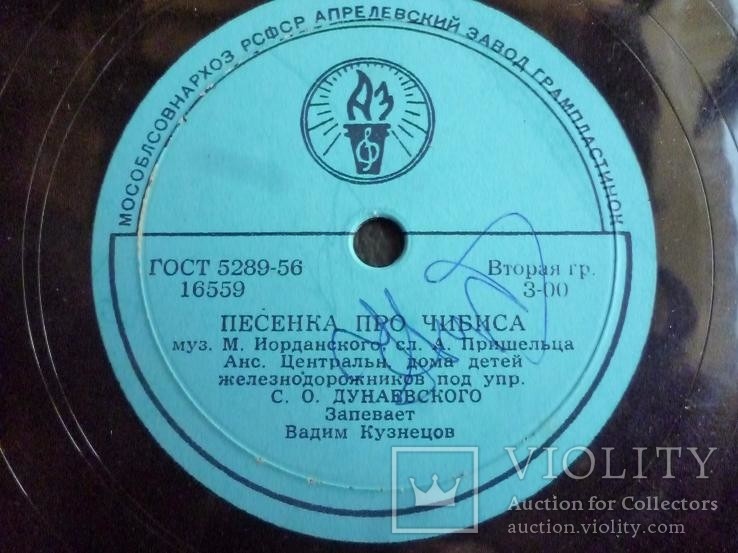 МОСОБЛСОВНАРХОЗ РСФСР АПРЕЛЕВСКИЙ ЗАВОД ГРАМПЛАСТИНОК
АЗ
ГОСТ 5289-56
16559
Вторая гр.
3-00
ПЕСЕНКА ПРО ЧИБИСА
муз. М. Иорданского, сл. А. Пришельца
Анс. Центральн. дома детей
железнодорожников под упр.
С. О. ДУНАЕВСКОГО
Запевает
Вадим Кузнецов
VIOLITY
Auction for Collectors
auction.violity.com